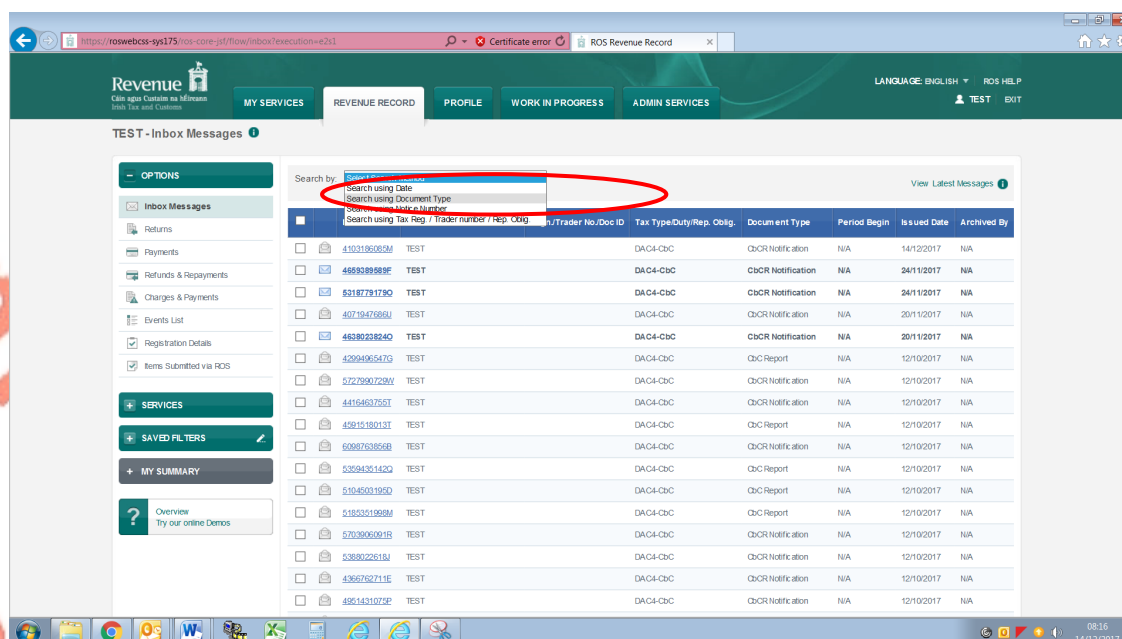 https://roswebcss-sys175/ros-core-jsf/flow/inbox?execution=e2s1
Certificate error
ROS Revenue Record
Revenue
Cáin agus Custaim na hÉireann
Irish Tax and Customs
MY SERVICES
REVENUE RECORD
PROFILE
WORK IN PROGRESS
ADMIN SERVICES
LANGUAGE: ENGLISH
ROS HELP
TEST
EXIT
TEST - Inbox Messages
OPTIONS
Inbox Messages
Returns
Payments
Refunds & Repayments
Charges & Payments
Events List
Registration Details
Items Submitted via ROS
SERVICES
SAVED FILTERS
MY SUMMARY
Overview
Try our online Demos
Search by:
Search using Date
Search using Document Type
Search using Notice Number
Search using Tax Reg. / Trader number / Rep. Oblig.
View Latest Messages
/Trader No./Doc ID Tax Type/Duty/Rep. Oblig. Document Type Period Begin Issued Date Archived By
4103186085M TEST DAC4-CbC CbCR Notification N/A 14/12/2017 N/A
4659389589F TEST DAC4-CbC CbCR Notification N/A 24/11/2017 N/A
5318779179O TEST DAC4-CbC CbCR Notification N/A 24/11/2017 N/A
4071947686U TEST DAC4-CbC CbCR Notification N/A 20/11/2017 N/A
4638023824O TEST DAC4-CbC CbCR Notification N/A 20/11/2017 N/A
4299496547G TEST DAC4-CbC CbC Report N/A 12/10/2017 N/A
5727990729W TEST DAC4-CbC CbCR Notification N/A 12/10/2017 N/A
4416463755T TEST DAC4-CbC CbCR Notification N/A 12/10/2017 N/A
4591518013T TEST DAC4-CbC CbC Report N/A 12/10/2017 N/A
6098763856B TEST DAC4-CbC CbCR Notification N/A 12/10/2017 N/A
5359435142Q TEST DAC4-CbC CbC Report N/A 12/10/2017 N/A
5104503195D TEST DAC4-CbC CbC Report N/A 12/10/2017 N/A
5185351998M TEST DAC4-CbC CbC Report N/A 12/10/2017 N/A
5703906091R TEST DAC4-CbC CbCR Notification N/A 12/10/2017 N/A
5388022618J TEST DAC4-CbC CbCR Notification N/A 12/10/2017 N/A
4366762711E TEST DAC4-CbC CbCR Notification N/A 12/10/2017 N/A
4951431075P TEST DAC4-CbC CbCR Notification N/A 12/10/2017 N/A
08:16